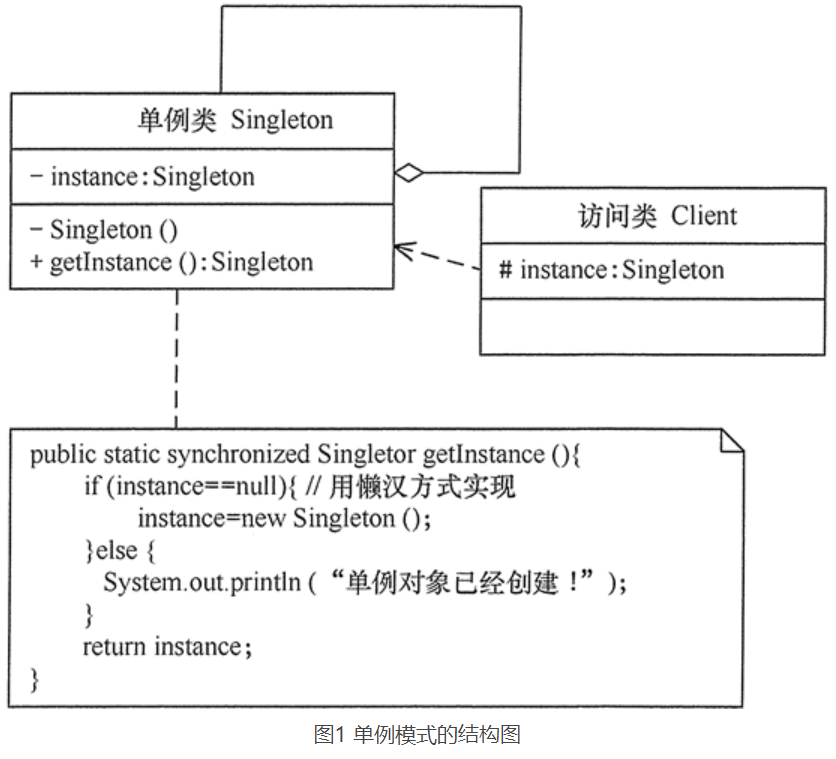 单例类 Singleton
- instance:Singleton
- Singleton ()
+ getInstance ():Singleton
访问类 Client
# instance:Singleton
public static synchronized Singletor getInstance (){
if (instance==null){ // 用懒汉方式实现
instance=new Singleton ();
}else {
System.out.println (“单例对象已经创建！”);
}
return instance;
}
图1 单例模式的结构图